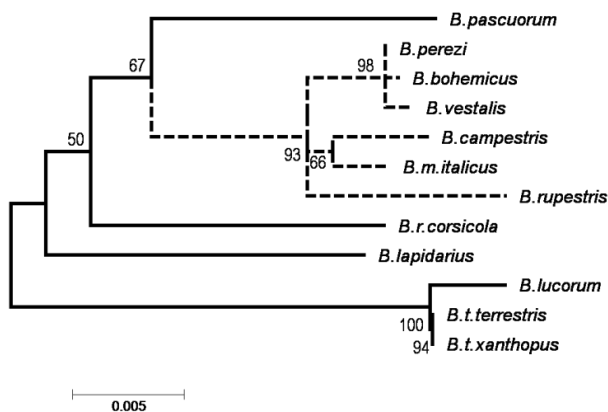 B.pascuorum
67
B.perezi
98
B.bohemicus
B.vestalis
B.campestris
50
93
66
B.m.italicus
B.rupestris
B.r.corsicola
B.lapidarius
B.lucorum
B.t.terrestris
100
B.t.xanthopus
94
0.005